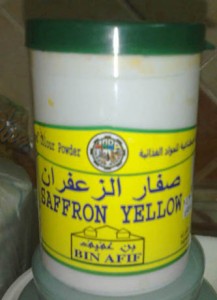 Colour Powder
للمواد الغذائية
صفار الزعفران
SAFFRON YELLOW
بن عفيف
BIN AFIF